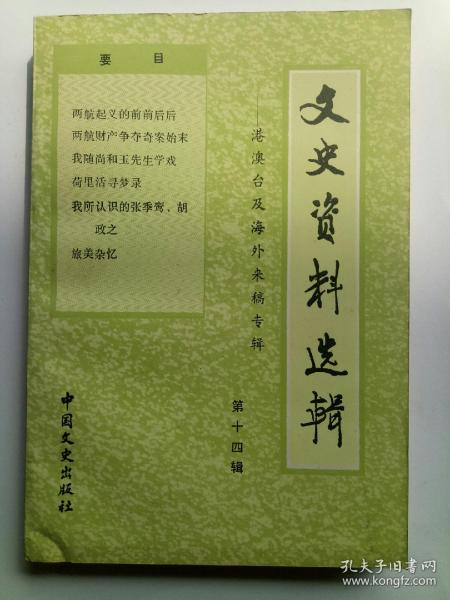 要目
两航起义的前前后后
两航财产争夺奇案始末
我随尚和玉先生学戏
荷里活寻梦录
我所认识的张季鸾、胡
政之
旅美杂忆
文史资料选辑
——港澳台及海外来稿专辑
第十四辑
中国文史出版社
孔夫子旧书网
www.kongfz.com